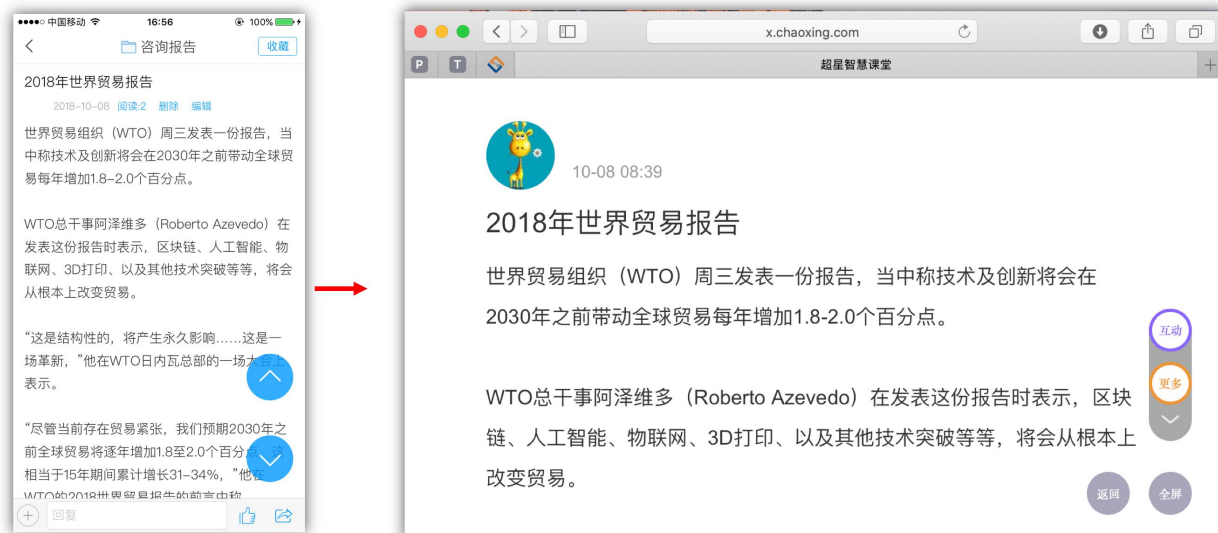 中国移动
16:56
100%
咨询报告
收藏
2018年世界贸易报告
2018-10-08 阅读:2 删除 编辑
世界贸易组织（WTO）周三发表一份报告，当
中称技术及创新将会在2030年之前带动全球贸
易每年增加1.8-2.0个百分点。
WTO总干事阿泽维多（Roberto Azevedo）在
发表这份报告时表示，区块链、人工智能、物
联网、3D打印、以及其他技术突破等等，将会
从根本上改变贸易。
“这是结构性的，将产生永久影响……这是一
场革新，”他在WTO日内瓦总部的一场大会上
表示。
“尽管当前存在贸易紧张，我们预期2030年之
前全球贸易将逐年增加1.8至2.0个百分点，这
相当于15年期间累计增长31-34%，”他在
WTO的2018世界贸易报告的前言中称
回复
x.chaoxing.com
P T 超星智慧课堂
10-08 08:39
2018年世界贸易报告
世界贸易组织（WTO）周三发表一份报告，当中称技术及创新将会在
2030年之前带动全球贸易每年增加1.8-2.0个百分点。
WTO总干事阿泽维多（Roberto Azevedo）在发表这份报告时表示，区块
链、人工智能、物联网、3D打印、以及其他技术突破等等，将会从根本上
改变贸易。
互动
更多
返回
全屏